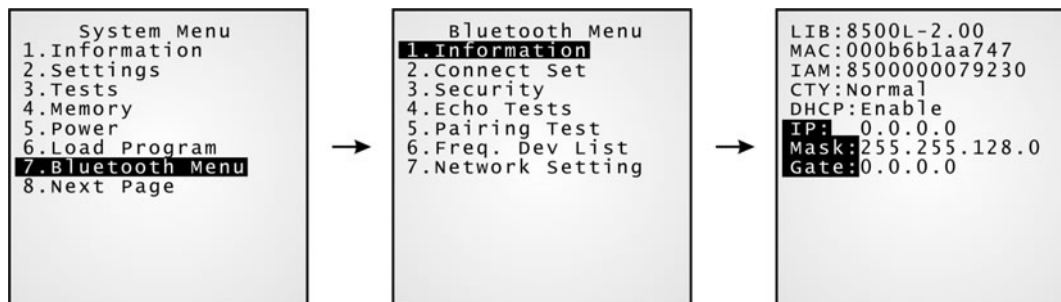 System Menu
1.Information
2.Settings
3.Tests
4.Memory
5.Power
6.Load Program
7.Bluetooth Menu
8.Next Page
Bluetooth Menu
1.Information
2.Connect Set
3.Security
4.Echo Tests
5.Pairing Test
6.Freq. Dev List
7.Network Setting
LIB:8500L-2.00
MAC:000b6b1aa747
IAM:8500000079230
CTY:Normal
DHCP:Enable
IP: 0.0.0.0
Mask:255.255.128.0
Gate:0.0.0.0